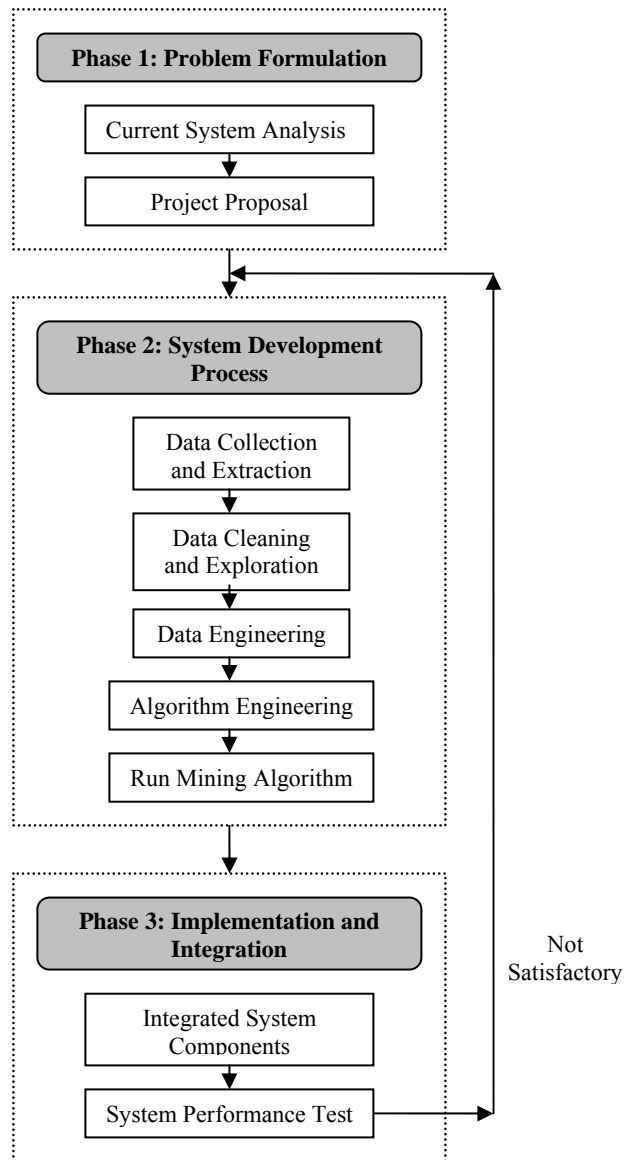 Phase 1: Problem Formulation
Current System Analysis
Project Proposal
Phase 2: System Development
Process
Data Collection
and Extraction
Data Cleaning
and Exploration
Data Engineering
Algorithm Engineering
Run Mining Algorithm
Phase 3: Implementation and
Integration
Not
Satisfactory
Integrated System
Components
System Performance Test